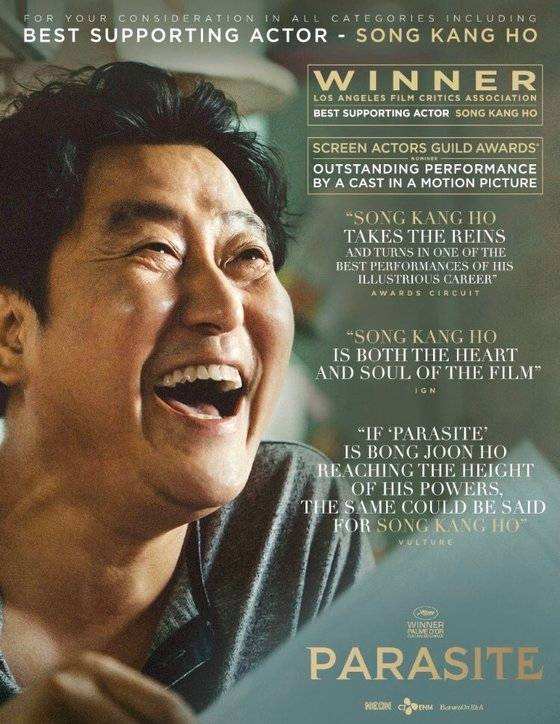 FOR YOUR CONSIDERATION IN ALL CATEGORIES INCLUDING
BEST SUPPORTING ACTOR - SONG KANG HO
WINNER
LOS ANGELES FILM CRITICS ASSOCIATION
BEST SUPPORTING ACTOR SONG KANG HO
SCREEN ACTORS GUILD AWARDS®
NOMINEE
OUTSTANDING PERFORMANCE
BY A CAST IN A MOTION PICTURE
“SONG KANG HO
TAKES THE REINS
AND TURNS IN ONE OF THE
BEST PERFORMANCES OF HIS
ILLUSTRIOUS CAREER”
AWARDS CIRCUIT
“SONG KANG HO
IS BOTH THE HEART
AND SOUL OF THE FILM”
IGN
“IF ‘PARASITE’
IS BONG JOON HO
REACHING THE HEIGHT
OF HIS POWERS,
THE SAME COULD BE SAID
FOR SONG KANG HO”
VULTURE
WINNER
PALME D'OR
PARASITE
NEON CJ ENM Barunson E&A